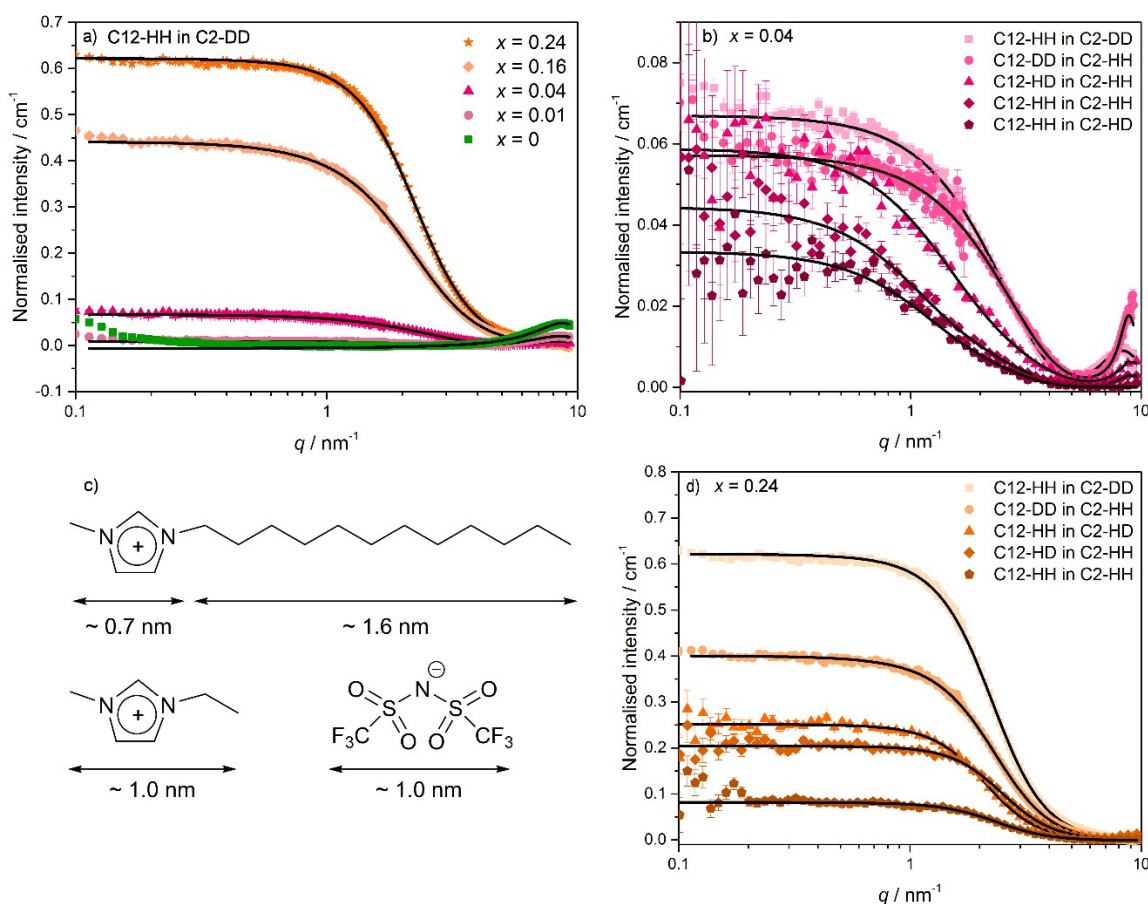 a) C12-HH in C2-DD
x = 0.24
x = 0.16
x = 0.04
x = 0.01
x = 0
0.7
0.6
0.5
0.4
0.3
0.2
0.1
0.0
-0.1
0.1
1
10
Normalised intensity / cm⁻¹
q / nm⁻¹
b) x = 0.04
C12-HH in C2-DD
C12-DD in C2-HH
C12-HD in C2-HH
C12-HH in C2-HH
C12-HH in C2-HD
0.08
0.06
0.04
0.02
0.00
0.1
1
10
Normalised intensity / cm⁻¹
q / nm⁻¹
c)
N
N
+
~ 0.7 nm
~ 1.6 nm
N
N
+
~ 1.0 nm
O
⊖
O
S
N
S
F₃C
O
O
CF₃
~ 1.0 nm
d) x = 0.24
C12-HH in C2-DD
C12-DD in C2-HH
C12-HH in C2-HD
C12-HD in C2-HH
C12-HH in C2-HH
0.8
0.7
0.6
0.5
0.4
0.3
0.2
0.1
0.0
0.1
1
10
Normalised intensity / cm⁻¹
q / nm⁻¹